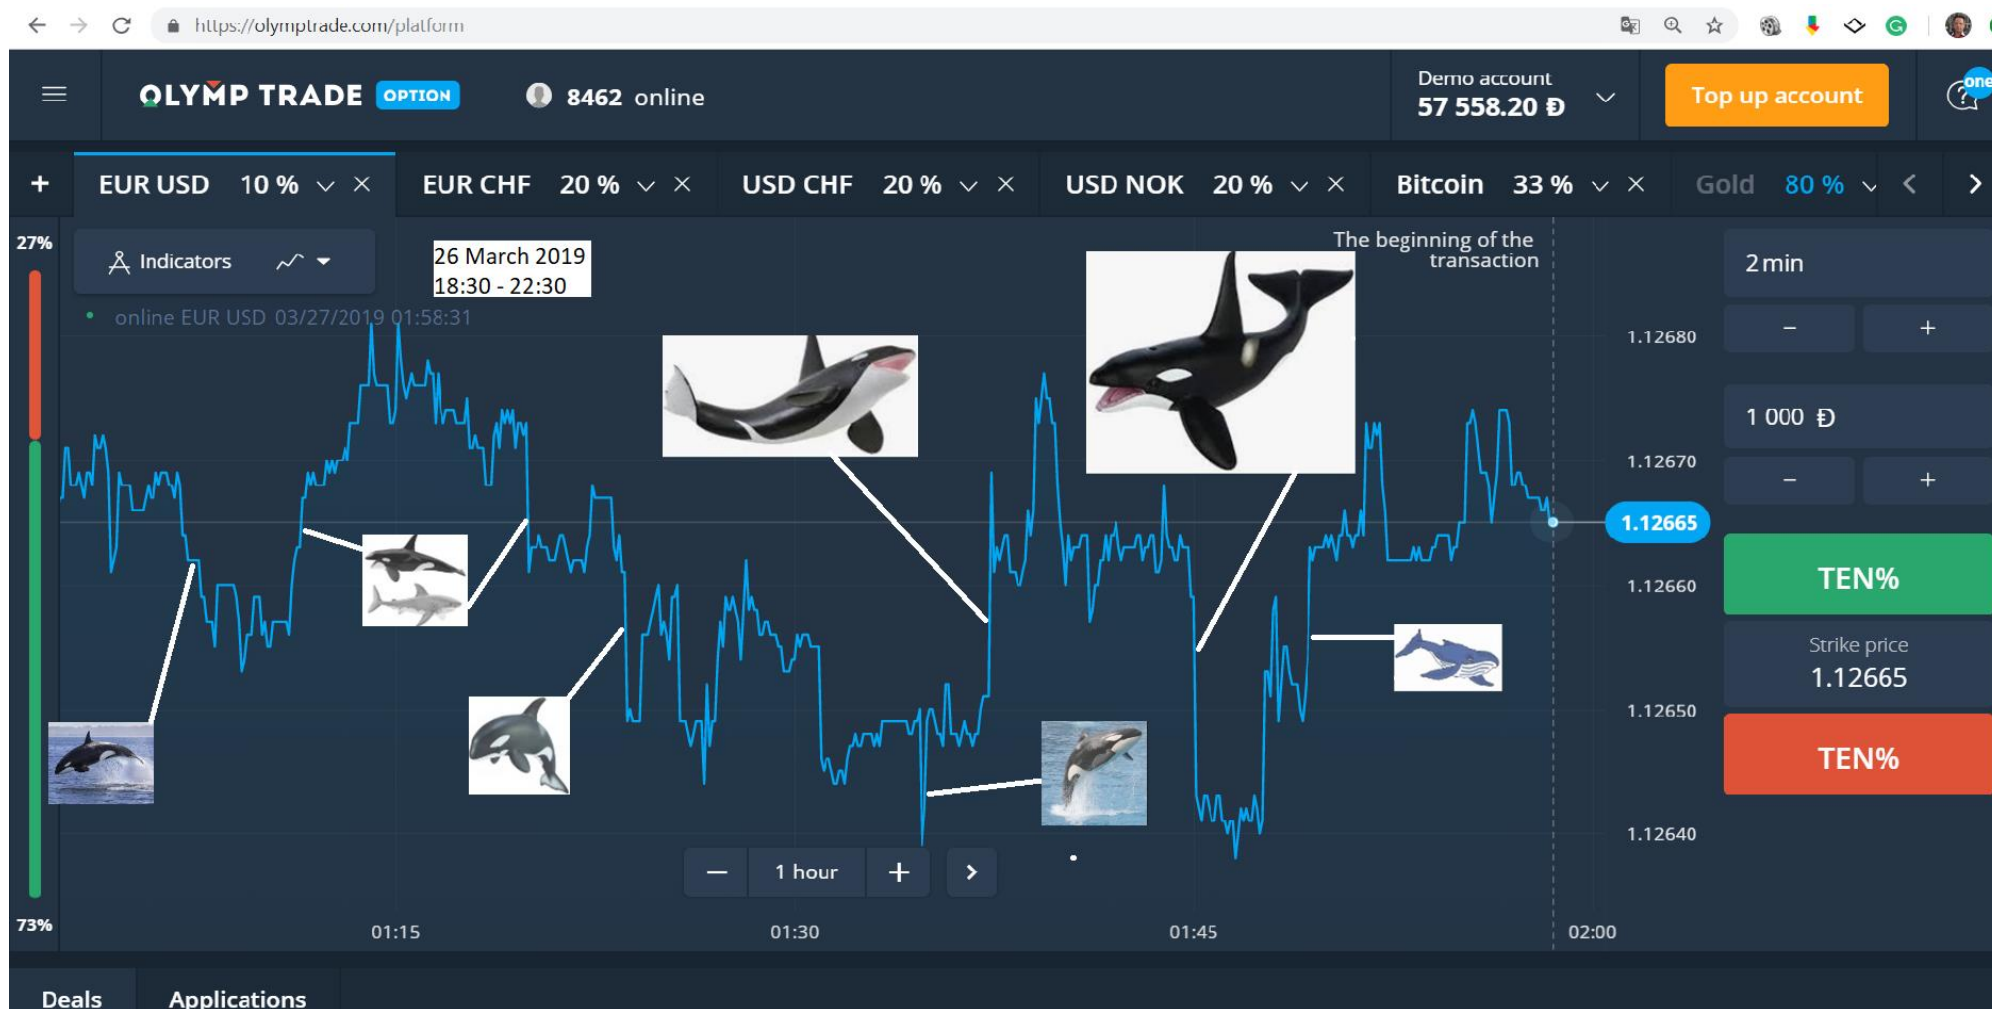 https://olymptrade.com/platform
OLYMP TRADE OPTION
8462 online
Demo account
57 558.20 Đ
Top up account
one
EUR USD 10 %
EUR CHF 20 %
USD CHF 20 %
USD NOK 20 %
Bitcoin 33 %
Gold 80 %
27%
Indicators
26 March 2019
18:30 - 22:30
The beginning of the
transaction
2 min
online EUR USD 03/27/2019 01:58:31
1.12680
1 000 Đ
1.12670
1.12665
TEN%
1.12660
Strike price
1.12665
1.12650
TEN%
1.12640
1 hour
73%
01:15
01:30
01:45
02:00
Deals
Applications